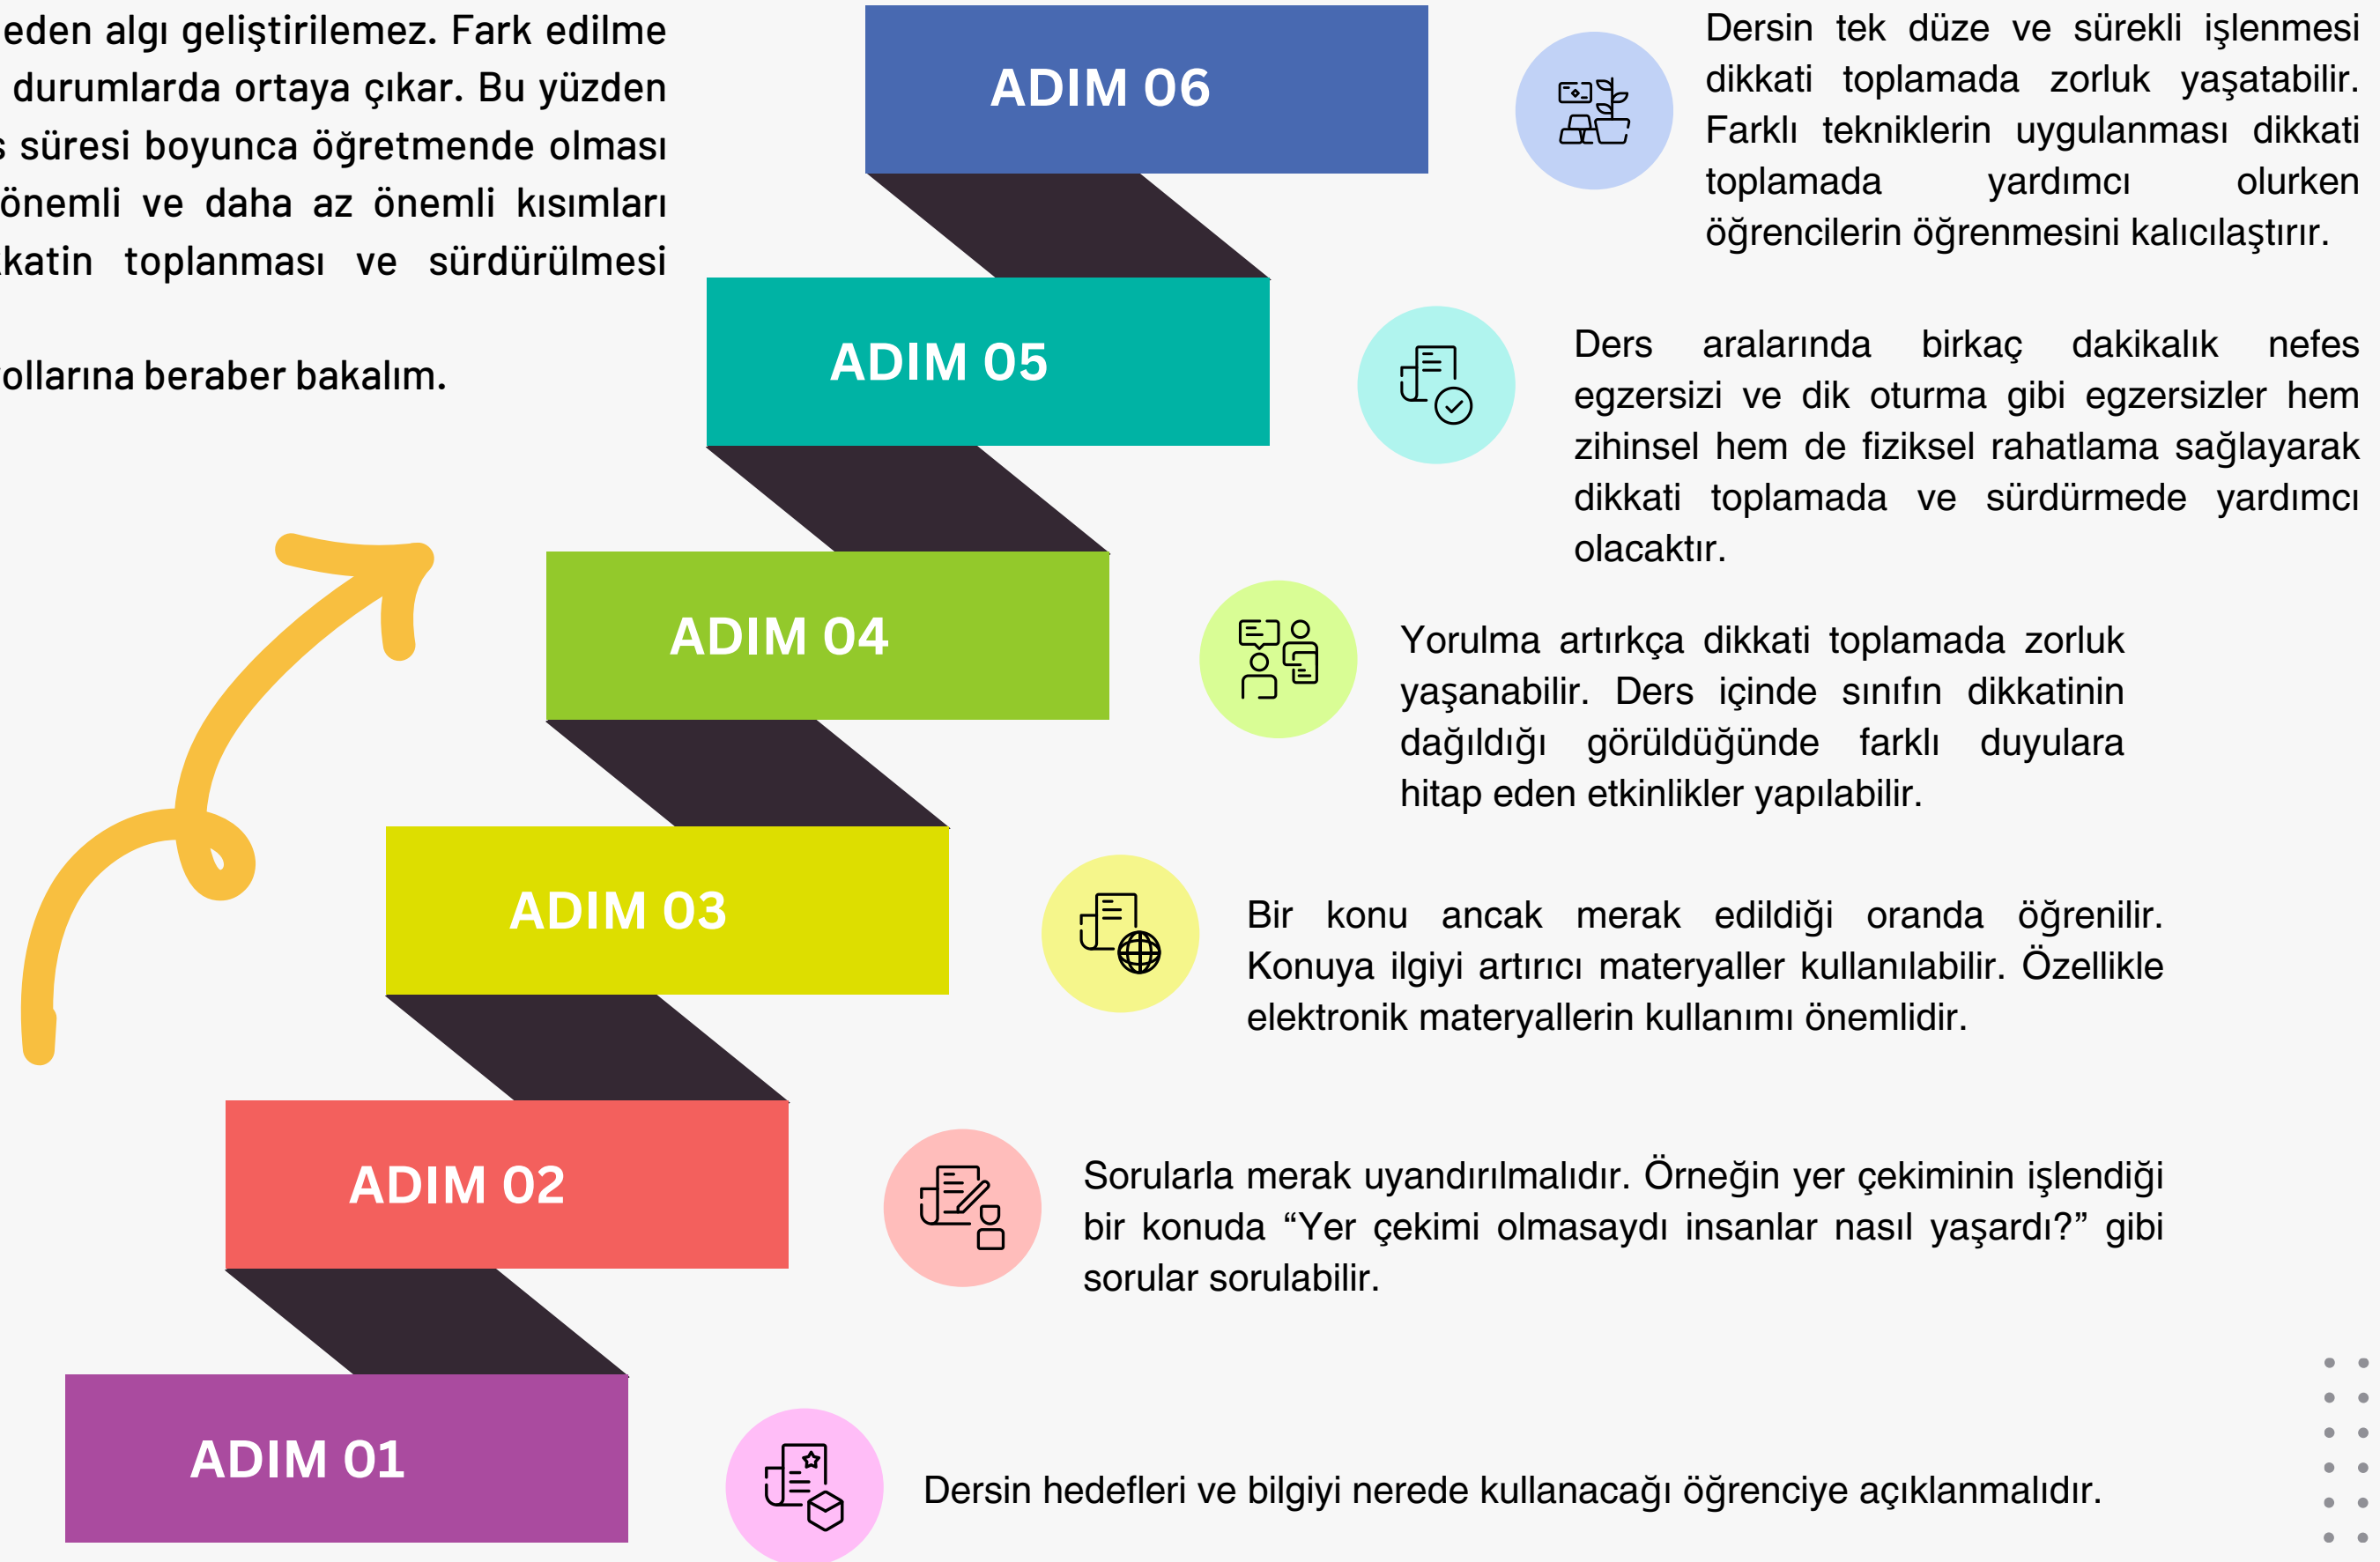 eden algı geliştirilemez. Fark edilme
durumlarda ortaya çıkar. Bu yüzden
süresi boyunca öğretmende olması
önemli ve daha az önemli kısımları
toplanması ve sürdürülmesi
beraber bakalım.
ADIM 06
Dersin tek düze ve sürekli işlenmesi
dikkati toplamada zorluk yaşatabilir.
Farklı tekniklerin uygulanması dikkati
toplamada yardımcı olurken
öğrencilerin öğrenmesini kalıcılaştırır.
ADIM 05
Ders aralarında birkaç dakikalık nefes
egzersizi ve dik oturma gibi egzersizler hem
zihinsel hem de fiziksel rahatlama sağlayarak
dikkati toplamada ve sürdürmede yardımcı
olacaktır.
ADIM 04
Yorulma artırkça dikkati toplamada zorluk
yaşanabilir. Ders içinde sınıfın dikkatinin
dağıldığı görüldüğünde farklı duyulara
hitap eden etkinlikler yapılabilir.
ADIM 03
Bir konu ancak merak edildiği oranda öğrenilir.
Konuya ilgiyi artırıcı materyaller kullanılabilir. Özellikle
elektronik materyallerin kullanımı önemlidir.
ADIM 02
Sorularla merak uyandırılmalıdır. Örneğin yer çekiminin işlendiği
bir konuda “Yer çekimi olmasaydı insanlar nasıl yaşardı?” gibi
sorular sorulabilir.
ADIM 01
Dersin hedefleri ve bilgiyi nerede kullanacağı öğrenciye açıklanmalıdır.